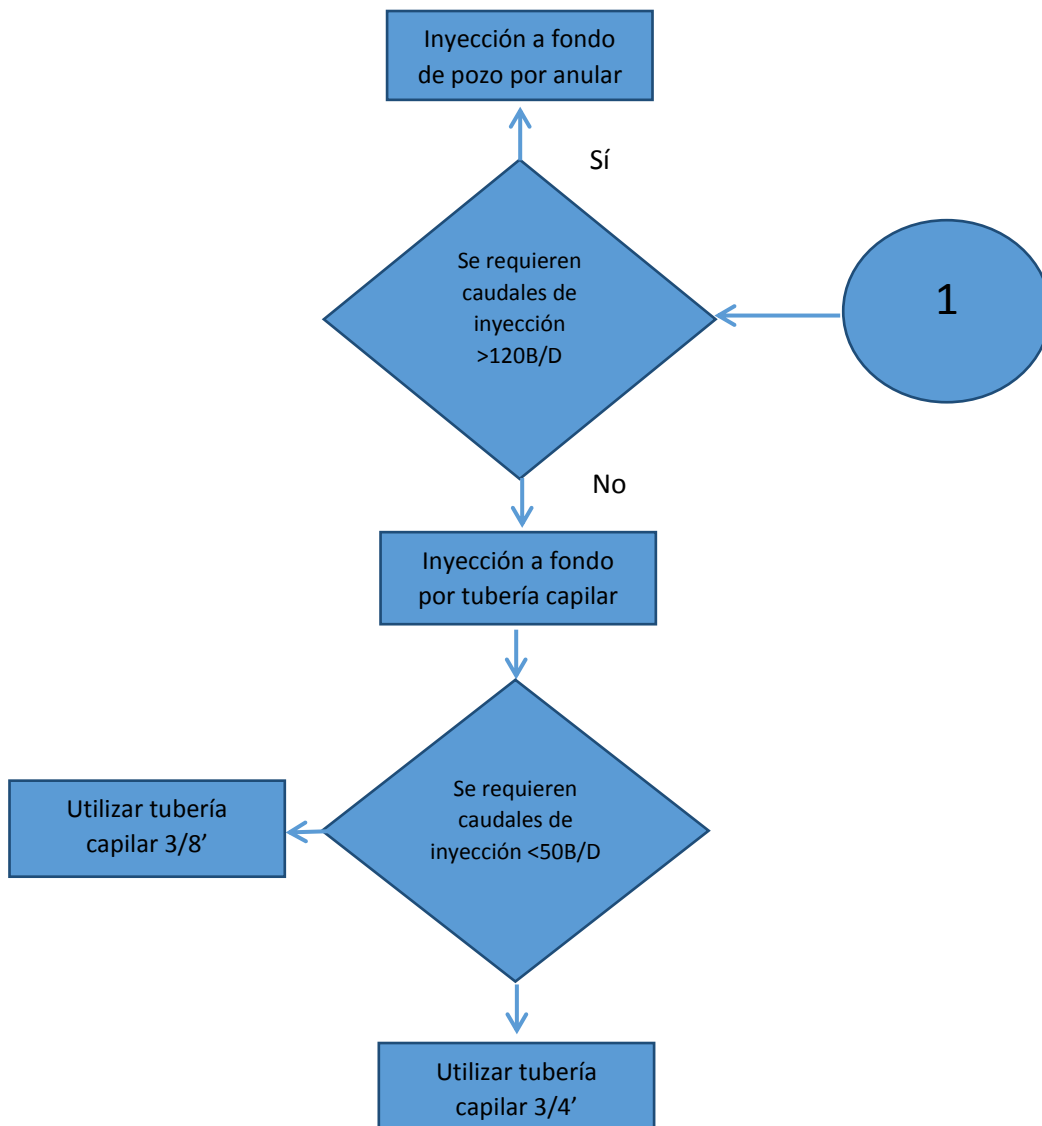 Inyección a fondo
de pozo por anular
Sí
Se requieren
caudales de
inyección
>120B/D
1
No
Inyección a fondo
por tubería capilar
Se requieren
caudales de
inyección <50B/D
Utilizar tubería
capilar 3/8’
Utilizar tubería
capilar 3/4’